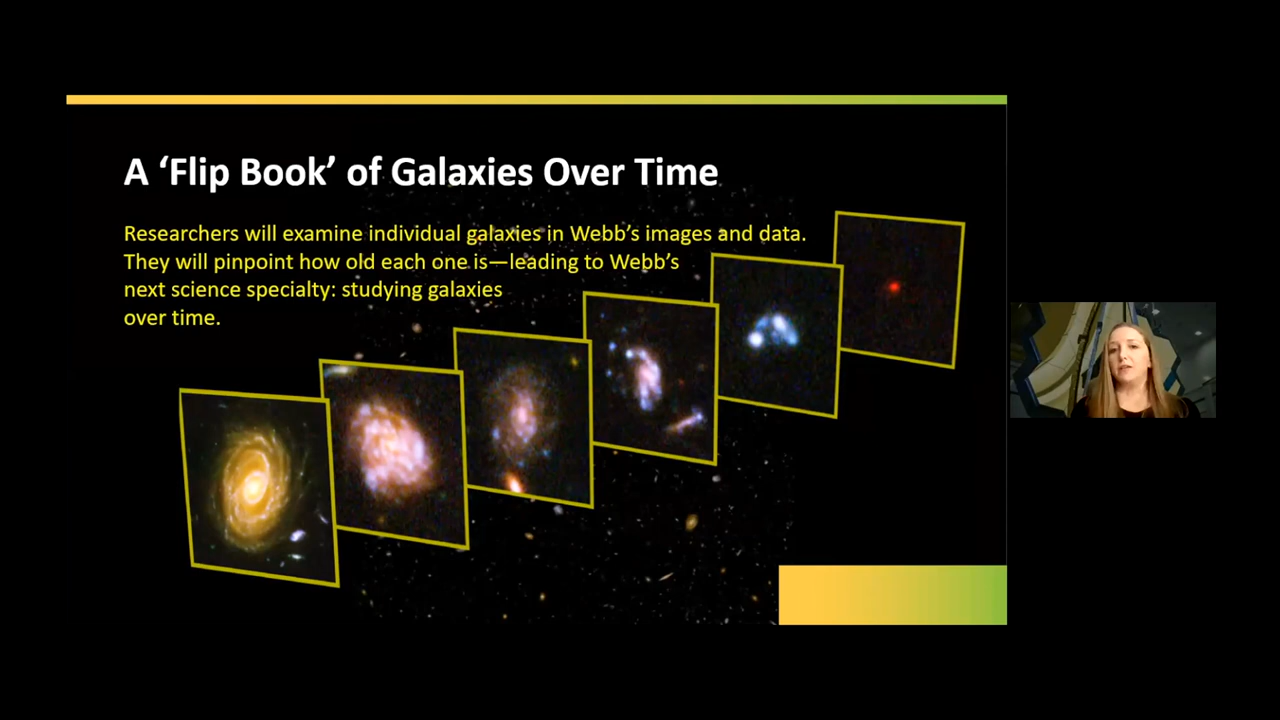 A ‘Flip Book’ of Galaxies Over Time
Researchers will examine individual galaxies in Webb’s images and data.
They will pinpoint how old each one is—leading to Webb’s
next science specialty: studying galaxies
over time.